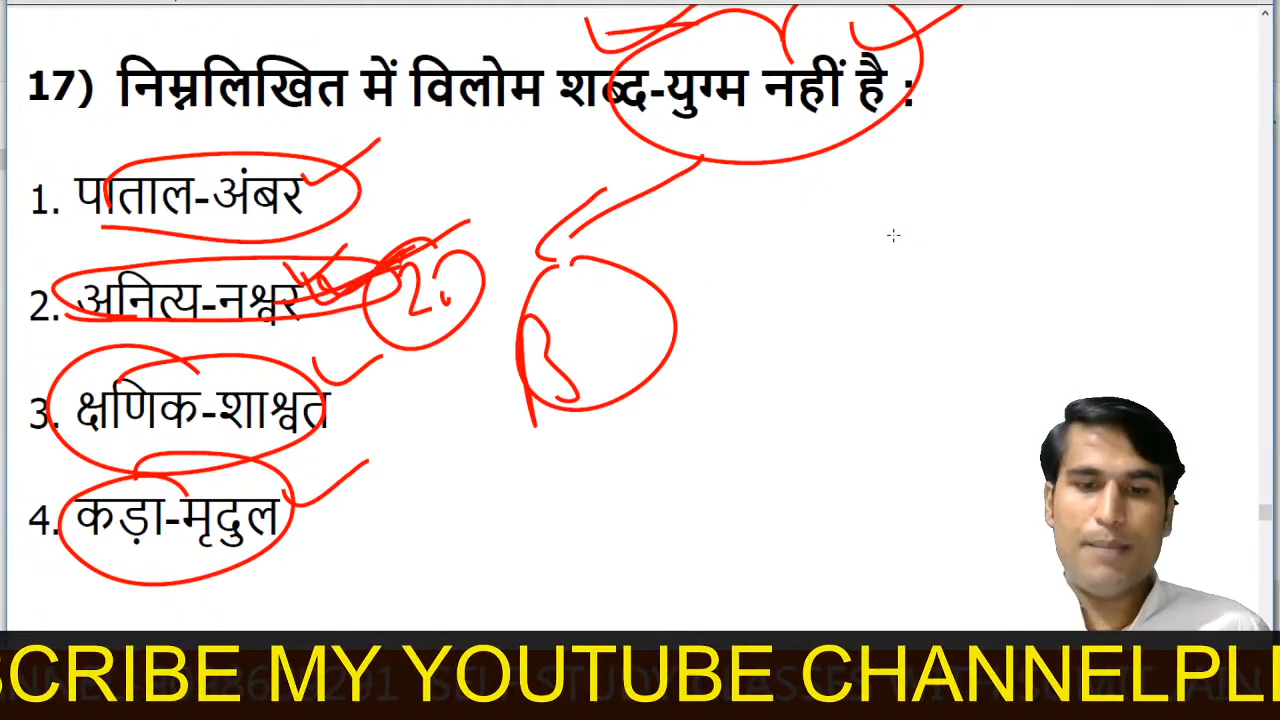 17) निम्नलिखित में विलोम शब्द-युग्म नहीं है :
1. पाताल-अंबर
2. अनित्य-नश्वर
2.
3. क्षणिक-शाश्वत
4. कड़ा-मृदुल
SCRIBE MY YOUTUBE CHANNELPL